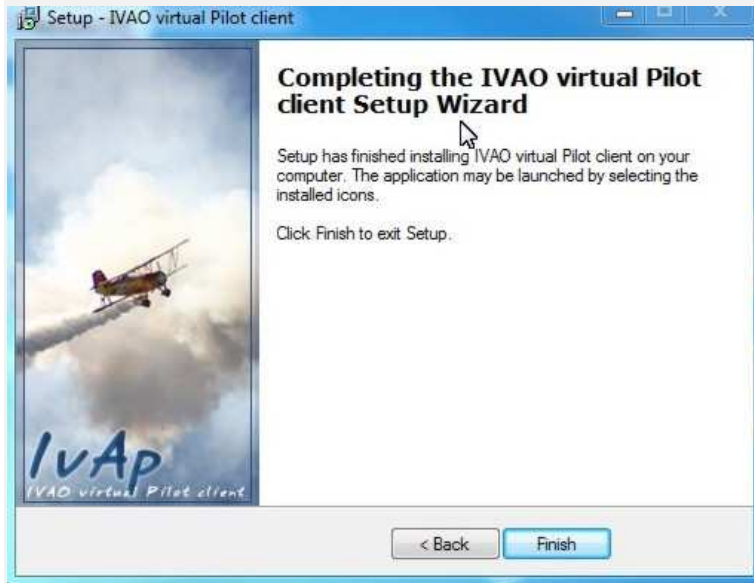 Setup - IVAO virtual Pilot client
Completing the IVAO virtual Pilot
client Setup Wizard
Setup has finished installing IVAO virtual Pilot client on your
computer. The application may be launched by selecting the
installed icons.
Click Finish to exit Setup.
IvAp
IVAO virtual Pilot client
< Back
Finish